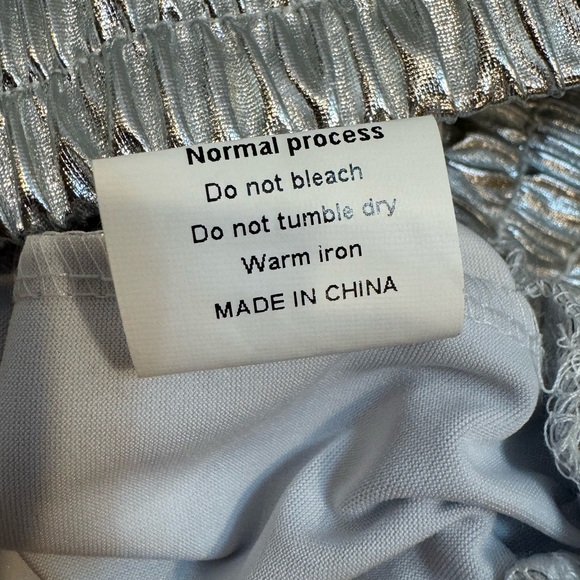 Normal process
Do not bleach
Do not tumble dry
Warm iron
MADE IN CHINA